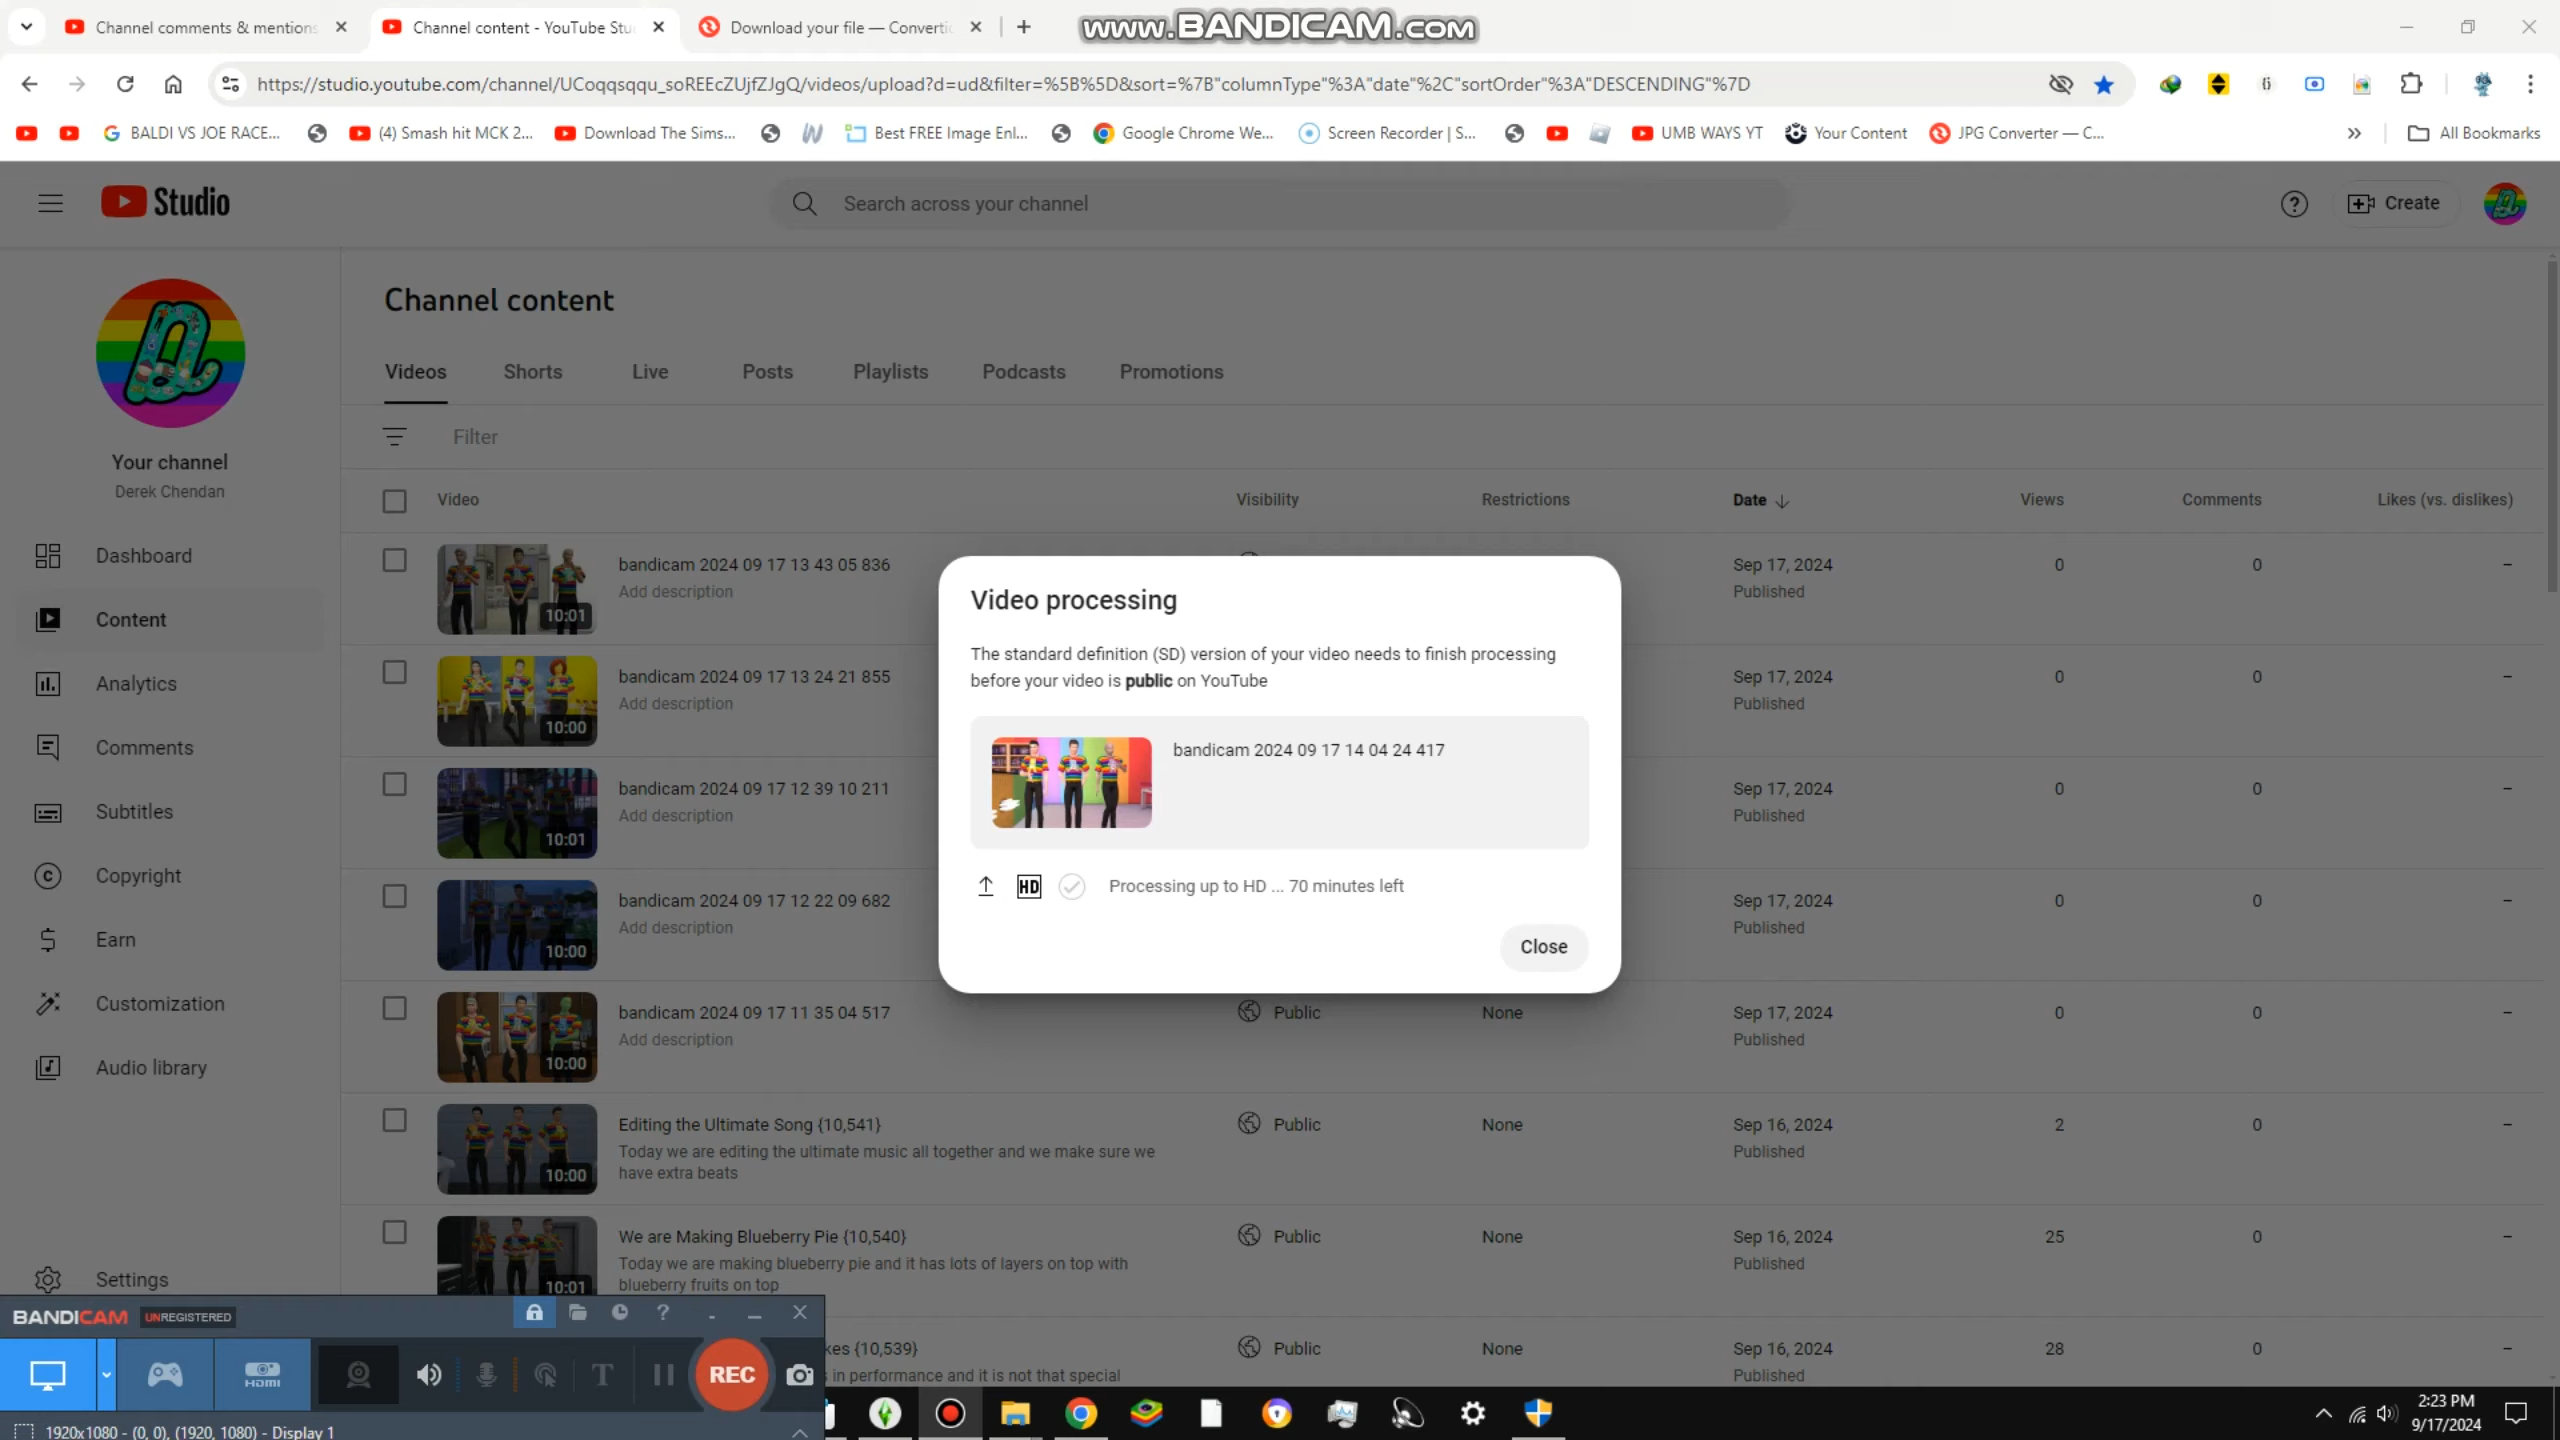 Channel comments & mentions
Channel content - YouTube Stu
Download your file — Converti
www.BANDICAM.com
https://studio.youtube.com/channel/UCoqqsqqu_soREEcZUjfZJgQ/videos/upload?d=ud&filter=%5B%5D&sort=%7B"columnType"%3A"date"%2C"sortOrder"%3A"DESCENDING"%7D
BALDI VS JOE RACE...
(4) Smash hit MCK 2...
Download The Sims...
Best FREE Image Enl...
Google Chrome We...
Screen Recorder | S...
UMB WAYS YT
Your Content
JPG Converter — C...
All Bookmarks
Studio
Search across your channel
Create
Your channel
Derek Chendan
Dashboard
Content
Analytics
Comments
Subtitles
Copyright
Earn
Customization
Audio library
Settings
Channel content
Videos Shorts Live Posts Playlists Podcasts Promotions
Filter
Video Visibility Restrictions Date Views Comments Likes (vs. dislikes)
10:01
bandicam 2024 09 17 13 43 05 836 Sep 17, 2024 0 0 –
Add description Published
10:00
bandicam 2024 09 17 13 24 21 855 Sep 17, 2024 0 0 –
Add description Published
10:01
bandicam 2024 09 17 12 39 10 211 Sep 17, 2024 0 0 –
Add description Published
10:00
bandicam 2024 09 17 12 22 09 682 Sep 17, 2024 0 0 –
Add description Published
10:00
bandicam 2024 09 17 11 35 04 517 Public None Sep 17, 2024 0 0 –
Add description Published
10:00
Editing the Ultimate Song {10,541} Public None Sep 16, 2024 2 0 –
Today we are editing the ultimate music all together and we make sure we Published
have extra beats
10:01
We are Making Blueberry Pie {10,540} Public None Sep 16, 2024 25 0 –
Today we are making blueberry pie and it has lots of layers on top with Published
blueberry fruits on top
kes {10,539} Public None Sep 16, 2024 28 0 –
in performance and it is not that special Published
Video processing
The standard definition (SD) version of your video needs to finish processing
before your video is public on YouTube
bandicam 2024 09 17 14 04 24 417
HD
Processing up to HD ... 70 minutes left
Close
BANDICAM UNREGISTERED
HDMI
REC
1920x1080 - (0, 0), (1920, 1080) - Display 1
2:23 PM
9/17/2024